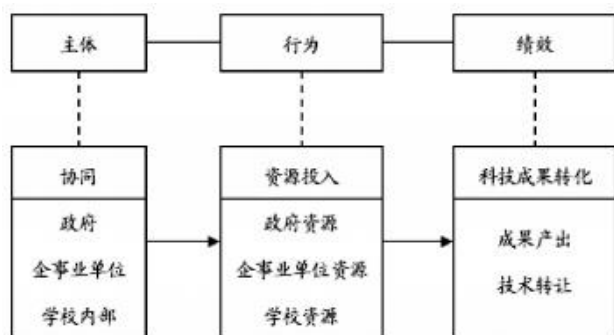 主体
行为
绩效
协同
资源投入
科技成果转化
政府
企事业单位
学校内部
政府资源
企事业单位资源
学校资源
成果产出
技术转让